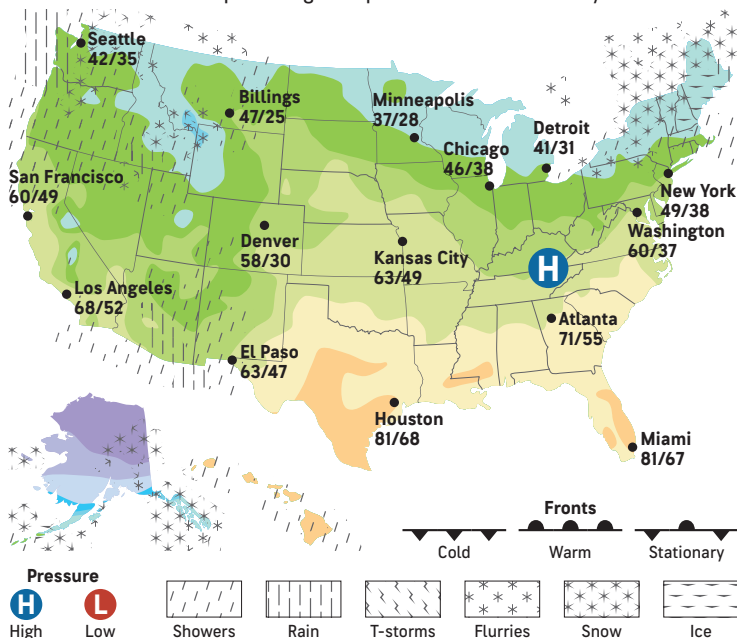 Seattle
42/35
Billings
47/25
Minneapolis
37/28
Detroit
41/31
Chicago
46/38
San Francisco
60/49
New York
49/38
Washington
60/37
Denver
58/30
Kansas City
63/49
H
Los Angeles
68/52
Atlanta
71/55
El Paso
63/47
Houston
81/68
Miami
81/67
Fronts
Cold
Warm
Stationary
Pressure
H
L
High
Low
Showers
Rain
T-storms
Flurries
Snow
Ice